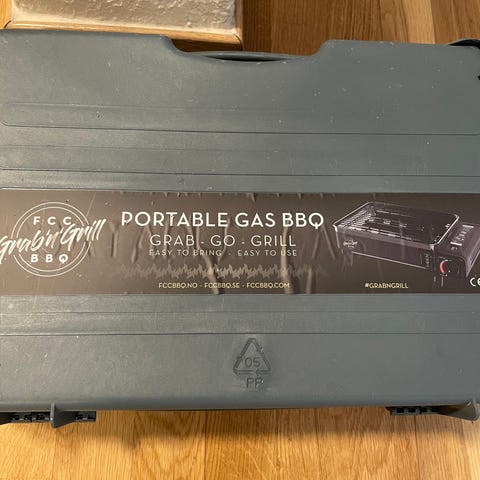 FCC
Grab'n'Grill
BBQ
PORTABLE GAS BBQ
GRAB - GO - GRILL
EASY TO BRING - EASY TO USE
FCCBBQ.NO - FCCBBQ.SE - FCCBBQ.COM
#GRABNGRILL
CE
05
PP